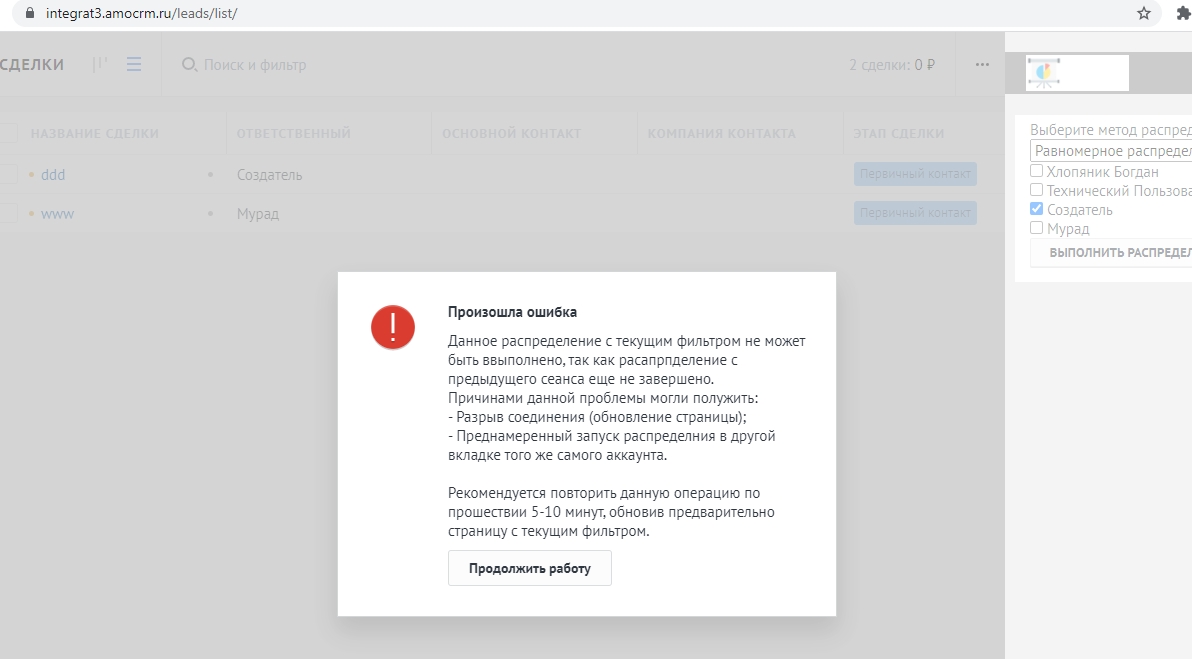 integrat3.amocrm.ru/leads/list/
СДЕЛКИ
Поиск и фильтр
2 сделки: 0 ₽
НАЗВАНИЕ СДЕЛКИ
ОТВЕТСТВЕННЫЙ
ОСНОВНОЙ КОНТАКТ
КОМПАНИЯ КОНТАКТА
ЭТАП СДЕЛКИ
ddd
Создатель
Первичный контакт
www
Мурад
Первичный контакт
Выберите метод распред
Равномерное распредел
Хлопяник Богдан
Технический Пользова
Создатель
Мурад
ВЫПОЛНИТЬ РАСПРЕДЕЛ
Произошла ошибка
Данное распределение с текущим фильтром не может
быть ввыполнено, так как расапрпделение с
предыдущего сеанса еще не завершено.
Причинами данной проблемы могли получить:
- Разрыв соединения (обновление страницы);
- Преднамеренный запуск распределния в другой
вкладке того же самого аккаунта.
Рекомендуется повторить данную операцию по
прошествии 5-10 минут, обновив предварительно
страницу с текущим фильтром.
Продолжить работу